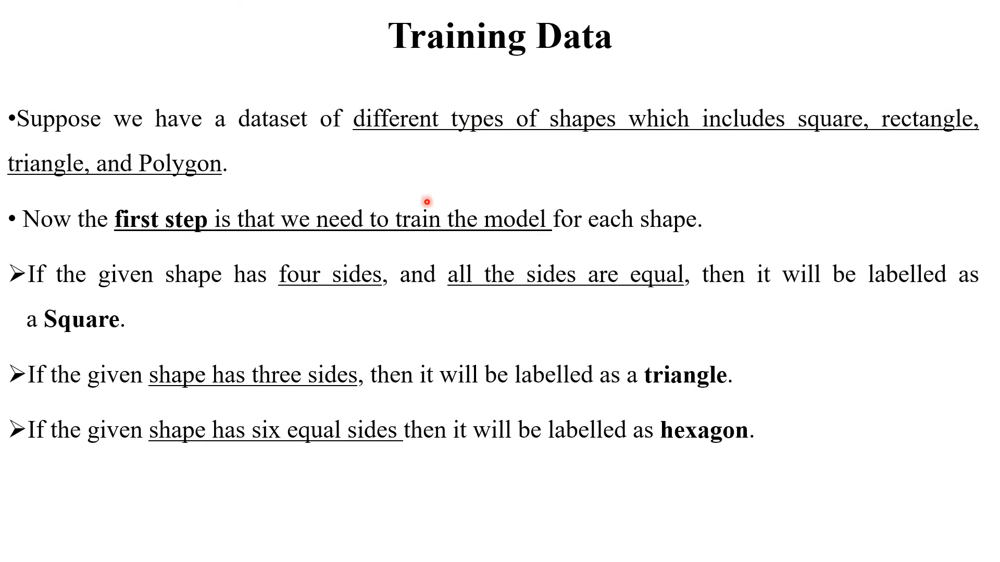 Training Data
•Suppose we have a dataset of different types of shapes which includes square, rectangle,
triangle, and Polygon.
• Now the first step is that we need to train the model for each shape.
➢If the given shape has four sides, and all the sides are equal, then it will be labelled as
a Square.
➢If the given shape has three sides, then it will be labelled as a triangle.
➢If the given shape has six equal sides then it will be labelled as hexagon.